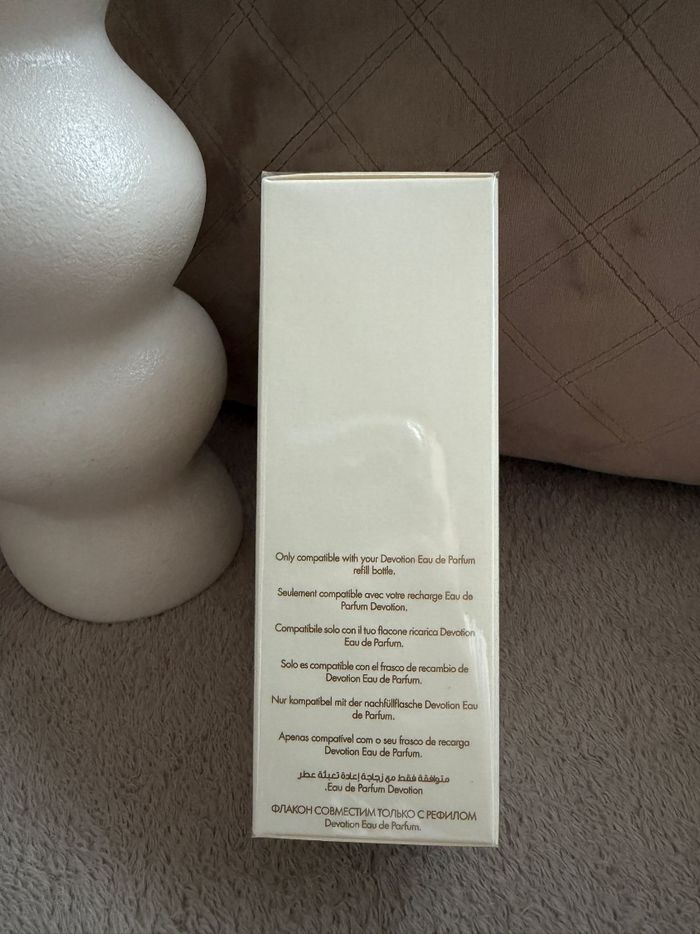 Only compatible with your Devotion Eau de Parfum
refill bottle.
Seulement compatible avec votre recharge Eau de
Parfum Devotion.
Compatibile solo con il tuo flacone ricarica Devotion
Eau de Parfum.
Solo es compatible con el frasco de recambio de
Devotion Eau de Parfum.
Nur kompatibel mit der nachfüllflasche Devotion Eau
de Parfum.
Apenas compatível com o seu frasco de recarga
Devotion Eau de Parfum.
متوافقة فقط مع زجاجة إعادة تعبئة عطر
.Eau de Parfum Devotion
ФЛАКОН СОВМЕСТИМ ТОЛЬКО С РЕФИЛОМ
Devotion Eau de Parfum.